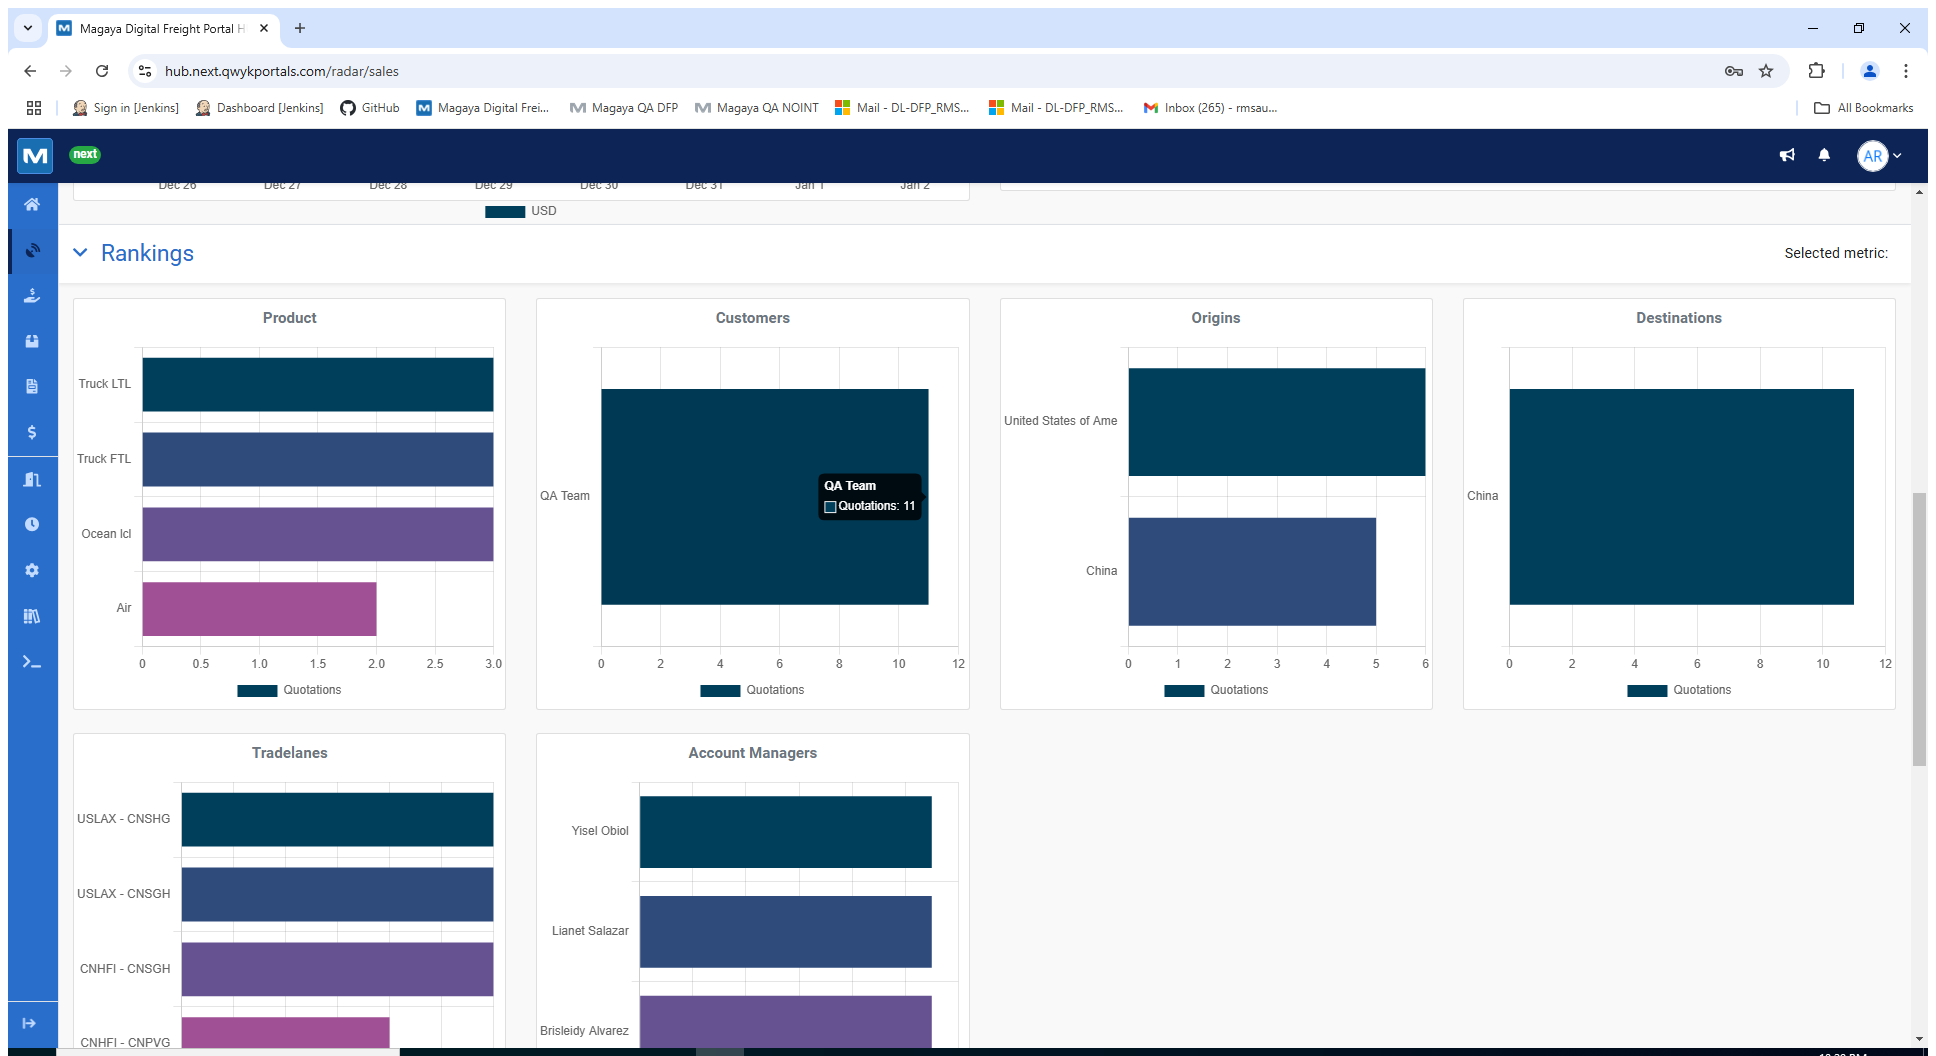 Magaya Digital Freight Portal H
hub.next.qwykportals.com/radar/sales
Sign in [Jenkins]
Dashboard [Jenkins]
GitHub
Magaya Digital Frei...
Magaya QA DFP
Magaya QA NOINT
Mail - DL-DFP_RMS...
Mail - DL-DFP_RMS...
Inbox (265) - rmsau...
All Bookmarks
next
AR
Dec 26
Dec 27
Dec 28
Dec 29
Dec 30
Dec 31
Jan 1
Jan 2
USD
Rankings
Selected metric:
Product
Truck LTL
Truck FTL
Ocean lcl
Air
0 0.5 1.0 1.5 2.0 2.5 3.0
Quotations
Customers
QA Team
QA Team
Quotations: 11
0 2 4 6 8 10 12
Quotations
Origins
United States of Ame
China
0 1 2 3 4 5 6
Quotations
Destinations
China
0 2 4 6 8 10 12
Quotations
Tradelanes
USLAX - CNSHG
USLAX - CNSGH
CNHFI - CNSGH
CNHFI - CNPVG
Account Managers
Yisel Obiol
Lianet Salazar
Brisleidy Alvarez